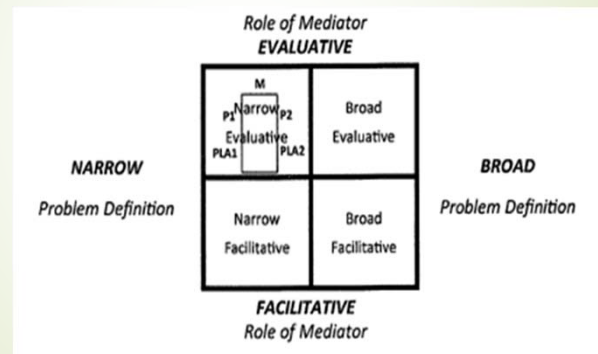 Role of Mediator
EVALUATIVE
M
P1 Narrow P2
Evaluative
PLA1 PLA2
Broad
Evaluative
NARROW
Problem Definition
BROAD
Problem Definition
Narrow
Facilitative
Broad
Facilitative
FACILITATIVE
Role of Mediator